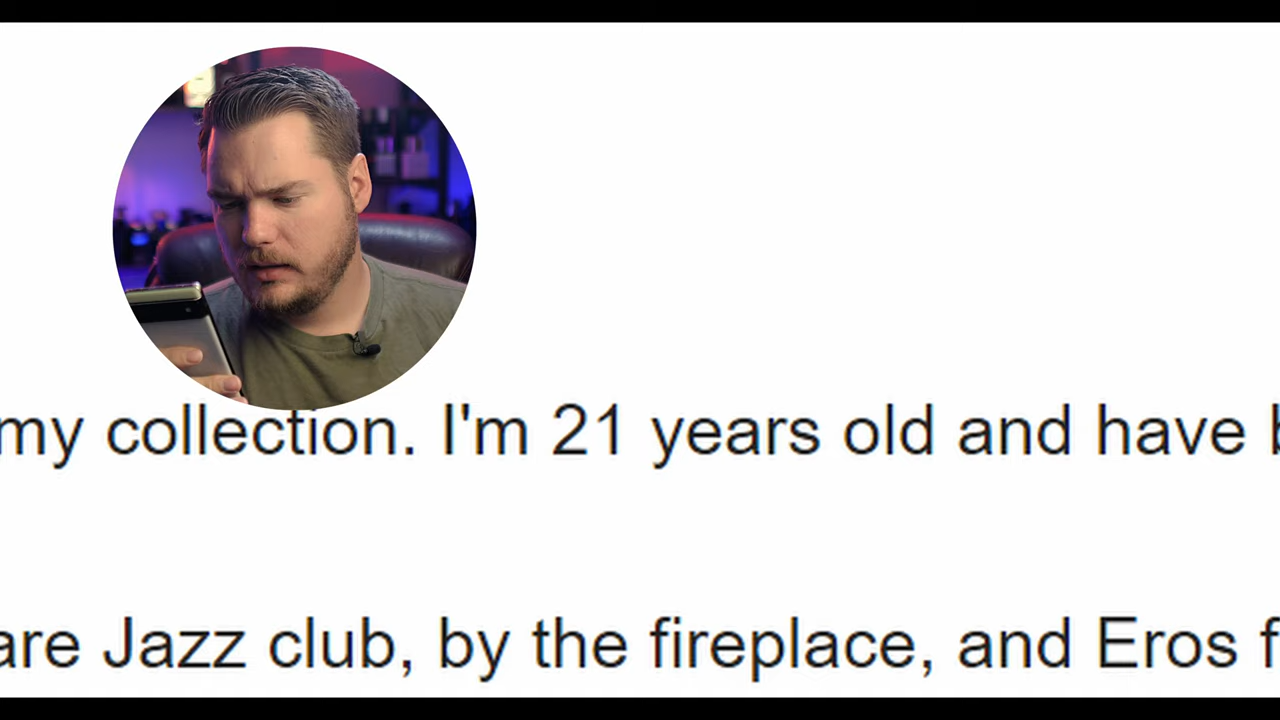 my collection. I'm 21 years old and have
are Jazz club, by the fireplace, and Eros